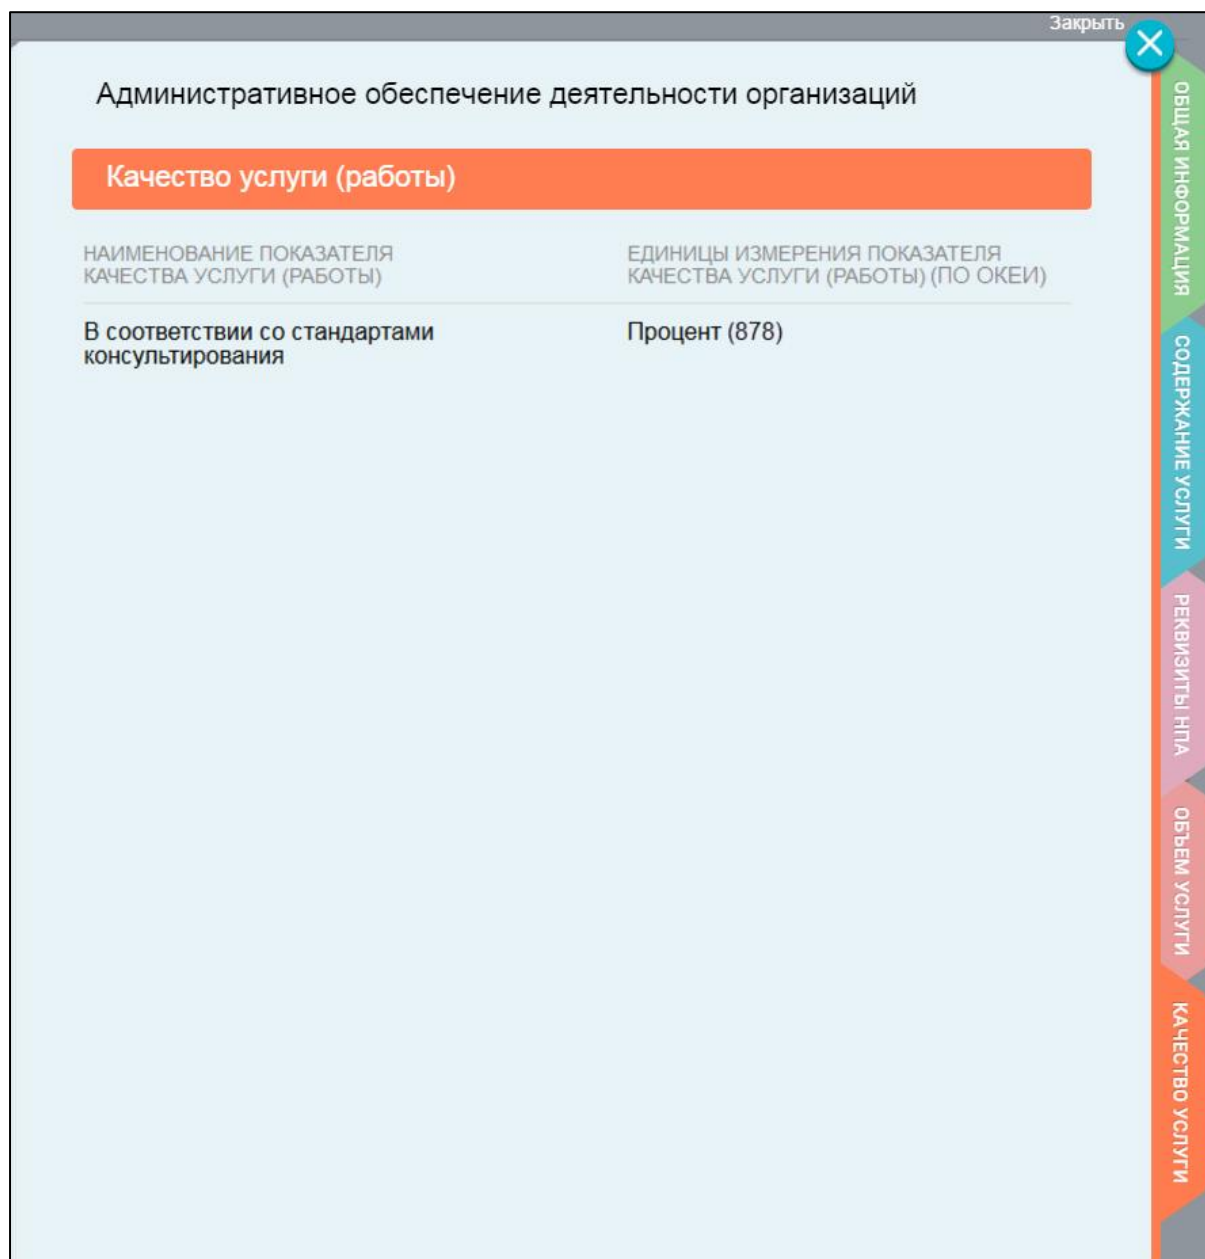 Закрыть
Административное обеспечение деятельности организаций
Качество услуги (работы)
НАИМЕНОВАНИЕ ПОКАЗАТЕЛЯ
КАЧЕСТВА УСЛУГИ (РАБОТЫ)
ЕДИНИЦЫ ИЗМЕРЕНИЯ ПОКАЗАТЕЛЯ
КАЧЕСТВА УСЛУГИ (РАБОТЫ) (ПО ОКЕИ)
В соответствии со стандартами
консультирования
Процент (878)
ОБЩАЯ ИНФОРМАЦИЯ
СОДЕРЖАНИЕ УСЛУГИ
РЕКВИЗИТЫ НПА
ОБЪЕМ УСЛУГИ
КАЧЕСТВО УСЛУГИ